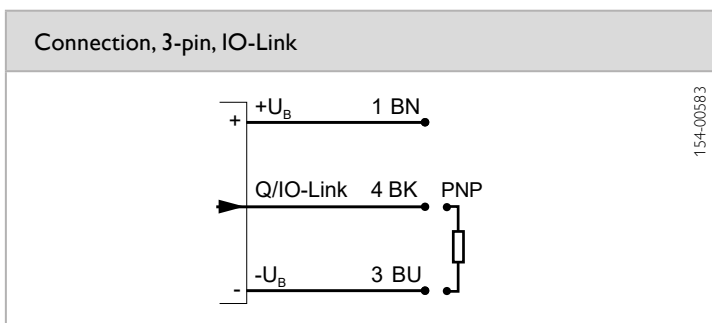 Connection, 3-pin, IO-Link
154-00583
+U_B 1 BN
+
Q/IO-Link 4 BK PNP
-U_B 3 BU
-